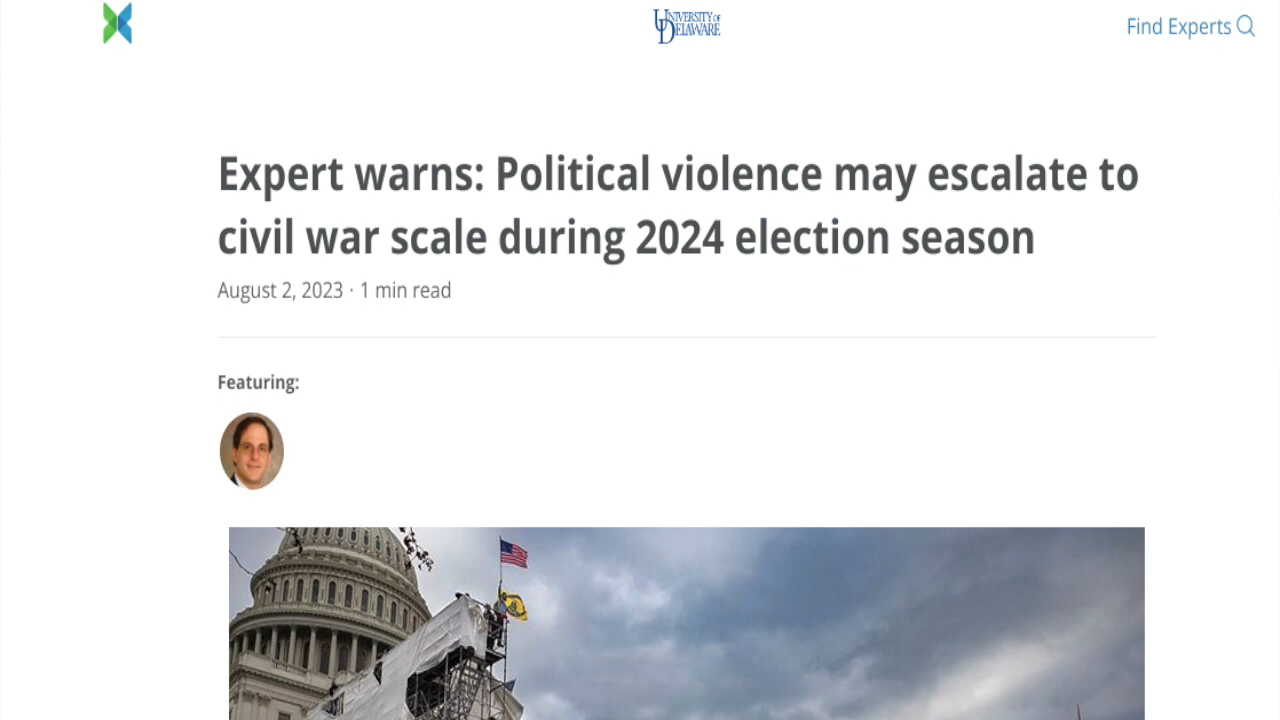 UNIVERSITY OF
DELAWARE
Find Experts
Expert warns: Political violence may escalate to
civil war scale during 2024 election season
August 2, 2023 · 1 min read
Featuring: